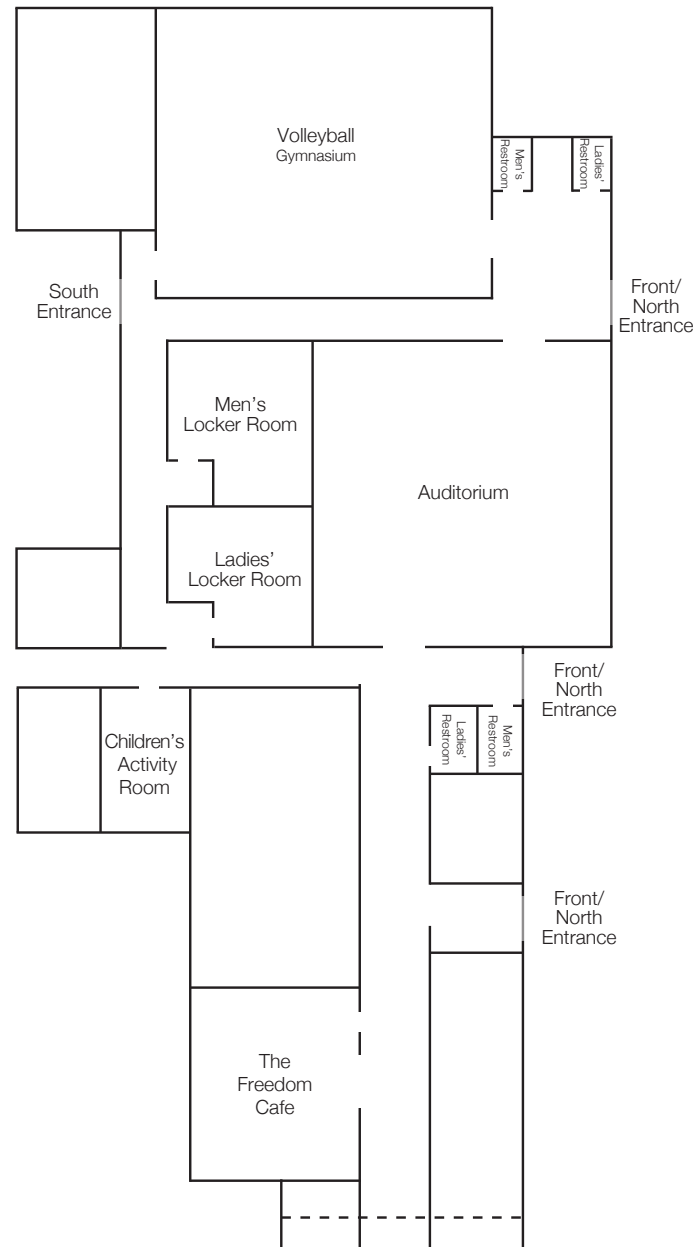 Volleyball
Gymnasium
Men's
Restroom
Ladies'
Restroom
South
Entrance
Front/
North
Entrance
Men's
Locker Room
Auditorium
Ladies'
Locker Room
Front/
North
Entrance
Ladies'
Restroom
Men's
Restroom
Children's
Activity
Room
Front/
North
Entrance
The
Freedom
Cafe